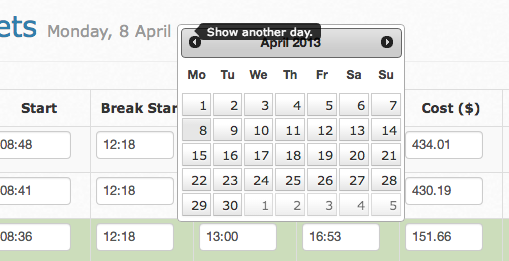 ets Monday, 8 April
Show another day.
April 2013
Mo Tu We Th Fr Sa Su
1 2 3 4 5 6 7
8 9 10 11 12 13 14
15 16 17 18 19 20 21
22 23 24 25 26 27 28
29 30 1 2 3 4 5
Start Break Star Cost ($)
08:48 12:18 434.01
08:41 12:18 430.19
08:36 12:18 13:00 16:53 151.66